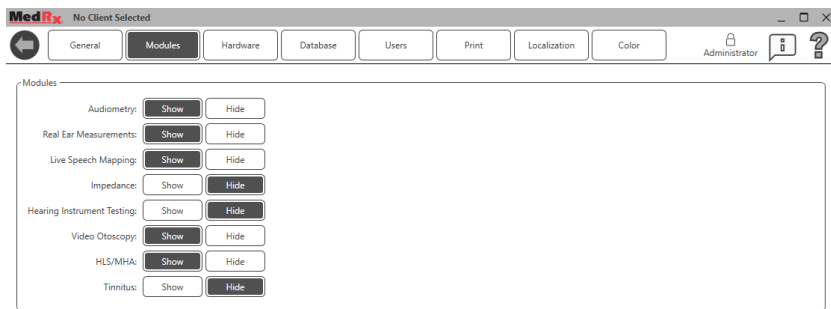 MedRx No Client Selected
General Modules Hardware Database Users Print Localization Color Administrator i ?
Modules
Audiometry: Show Hide
Real Ear Measurements: Show Hide
Live Speech Mapping: Show Hide
Impedance: Show Hide
Hearing Instrument Testing: Show Hide
Video Otoscopy: Show Hide
HLS/MHA: Show Hide
Tinnitus: Show Hide